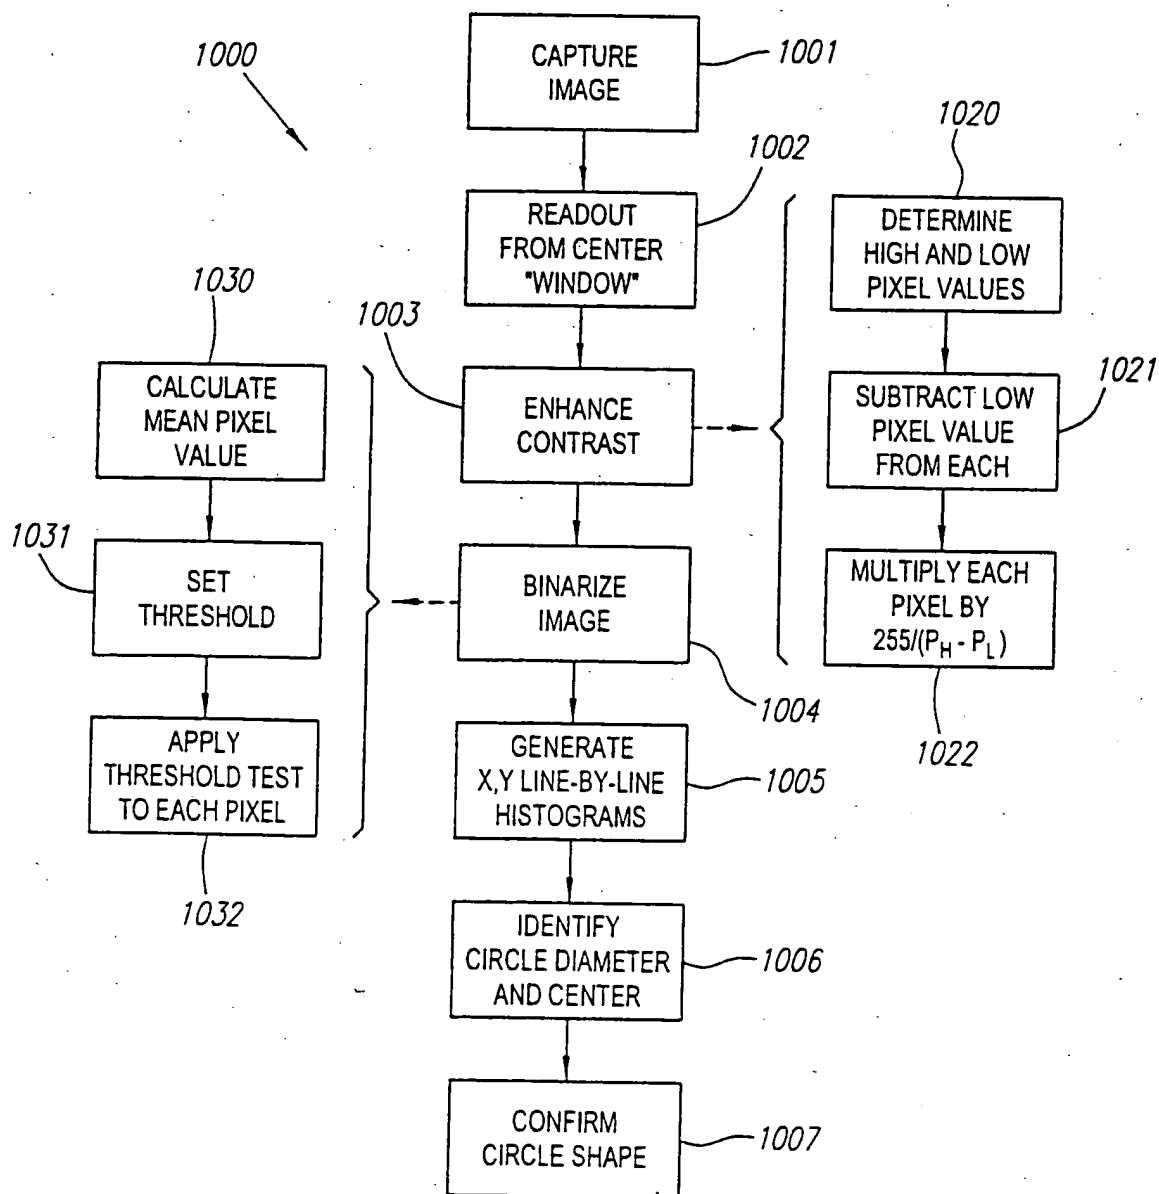 1000
CAPTURE
IMAGE
1001
1002
READOUT
FROM CENTER
"WINDOW"
1003
ENHANCE
CONTRAST
1020
DETERMINE
HIGH AND LOW
PIXEL VALUES
1021
SUBTRACT LOW
PIXEL VALUE
FROM EACH
MULTIPLY EACH
PIXEL BY
255/(PH - PL)
1022
BINARIZE
IMAGE
1004
1030
CALCULATE
MEAN PIXEL
VALUE
1031
SET
THRESHOLD
APPLY
THRESHOLD TEST
TO EACH PIXEL
1032
GENERATE
X,Y LINE-BY-LINE
HISTOGRAMS
1005
IDENTIFY
CIRCLE DIAMETER
AND CENTER
1006
CONFIRM
CIRCLE SHAPE
1007